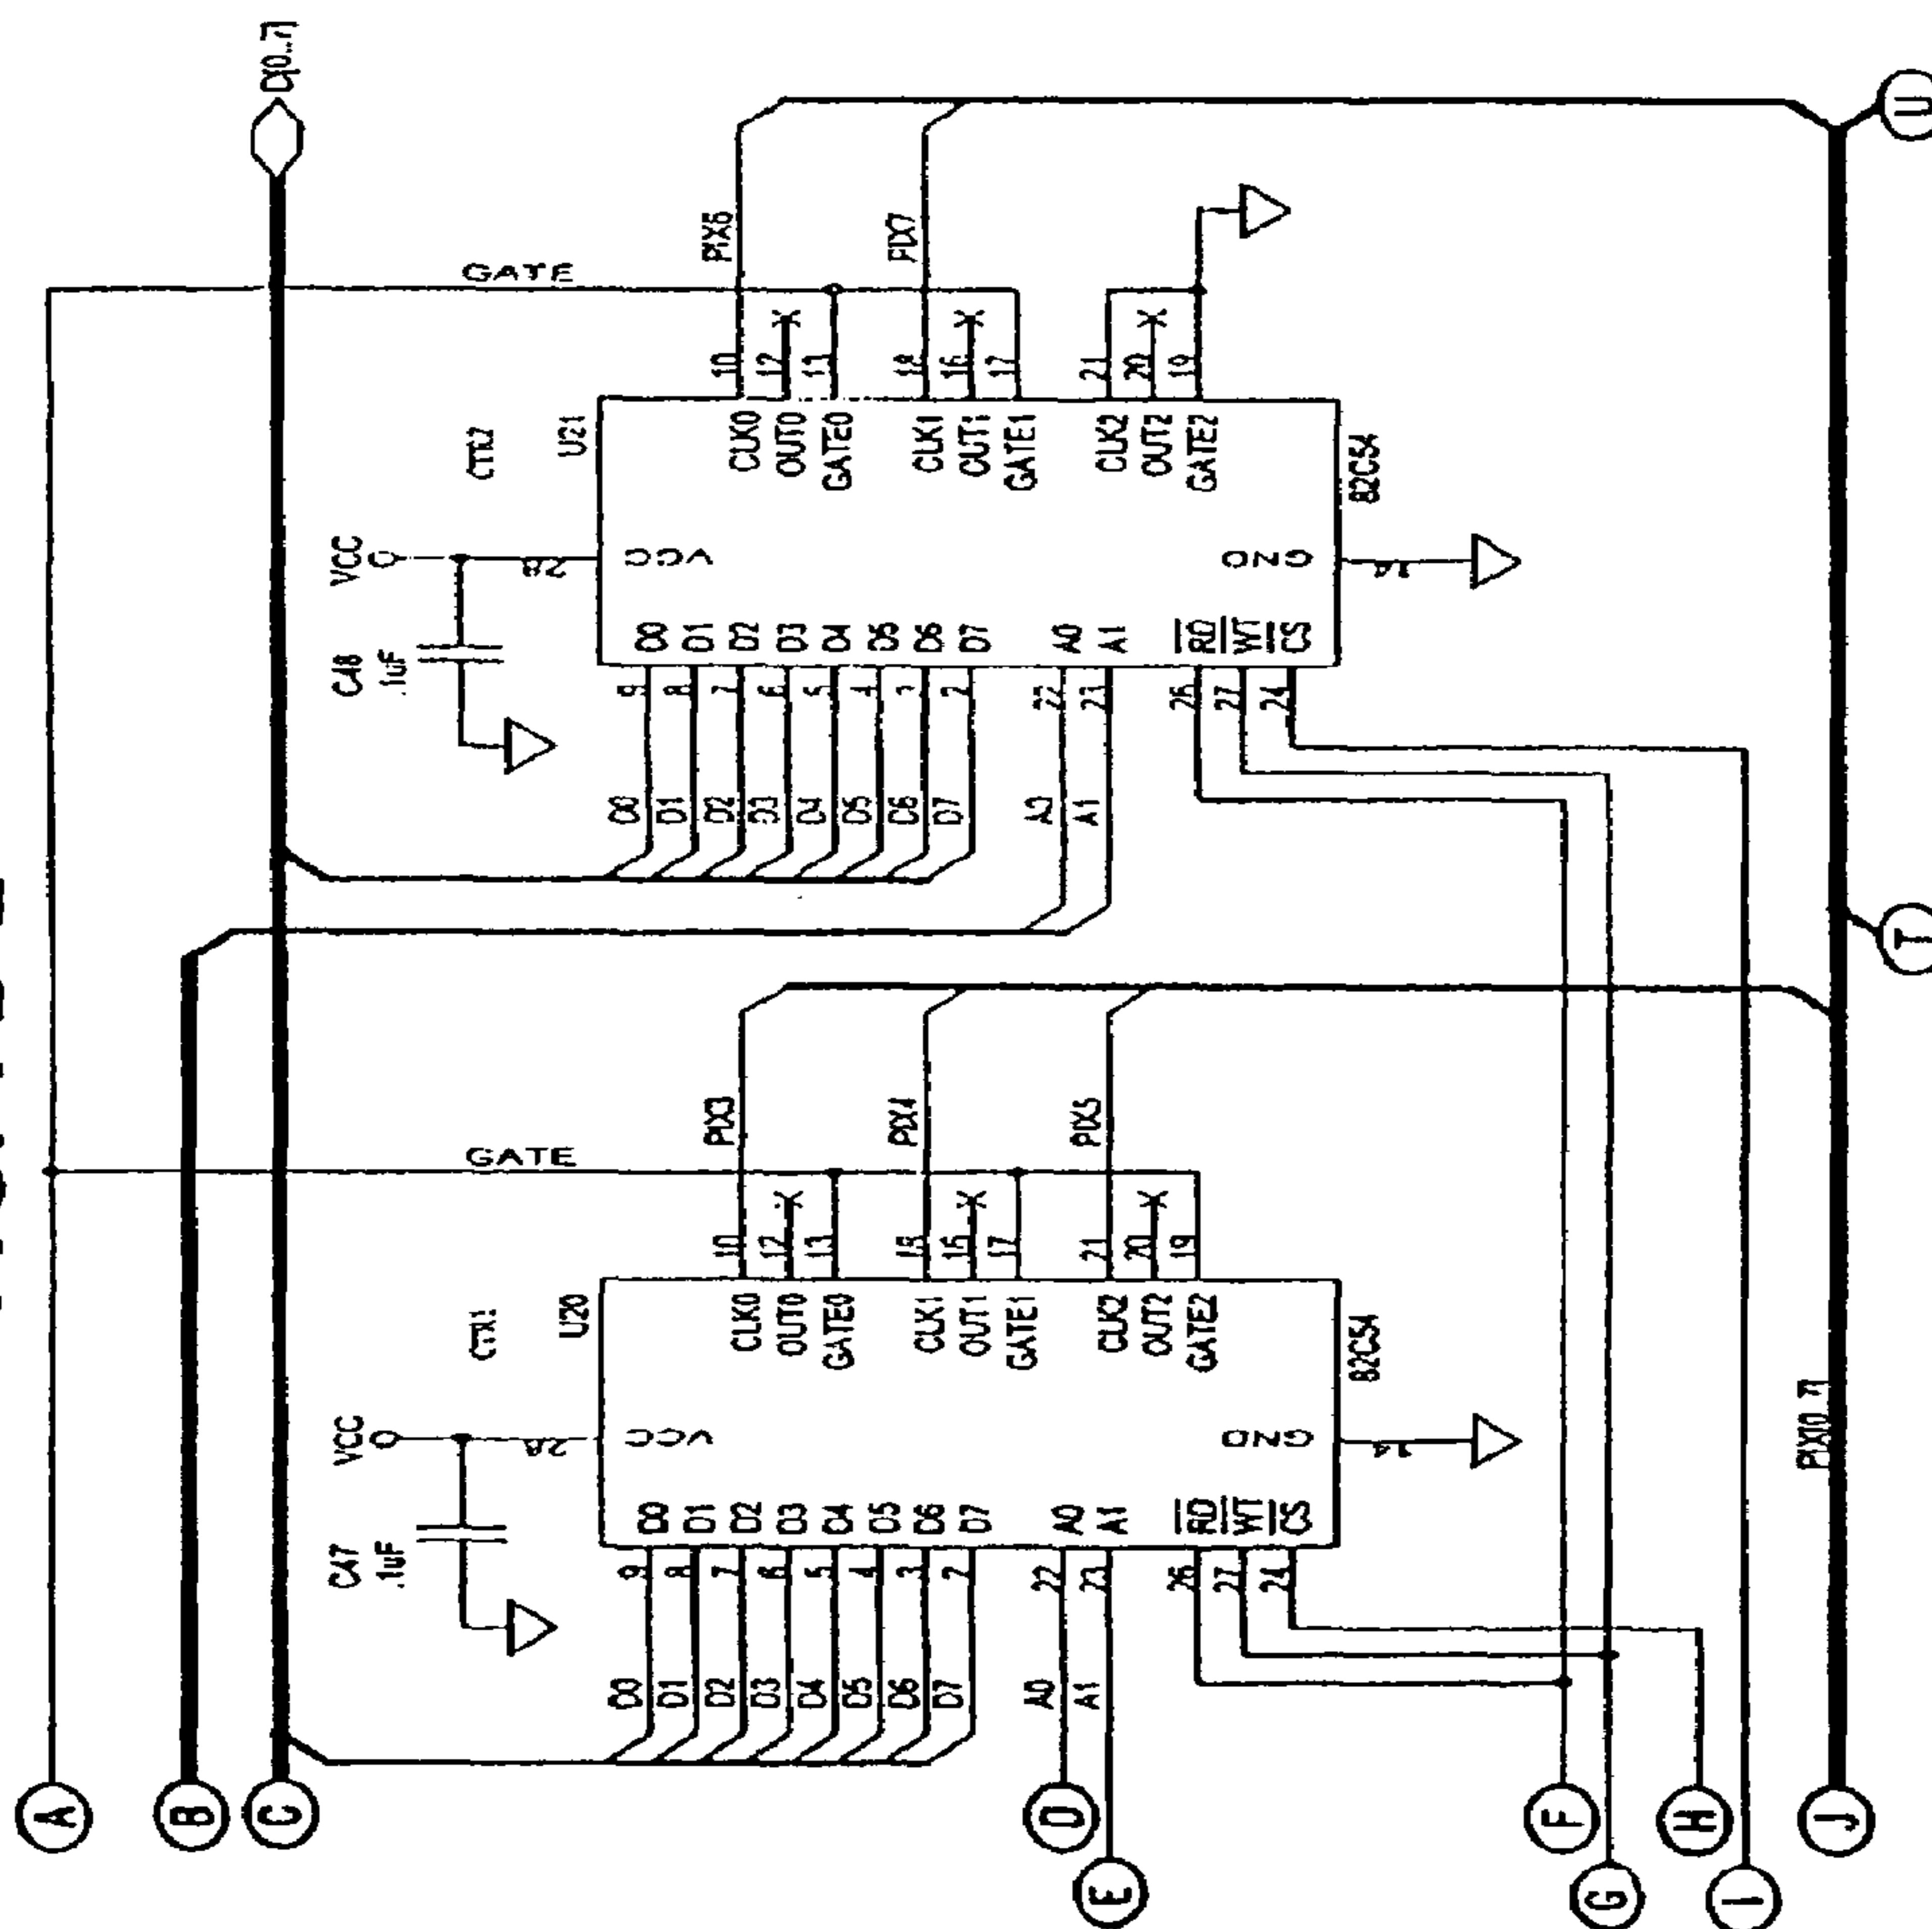 A
B
C
D
E
F
G
H
I
J
T
U
GATE
GATE
VCC
C47
.1uF
28
CTR1
U20
VCC
GND
14
82C54
D0
D1
D2
D3
D4
D5
D6
D7
A0
A1
9
8
7
6
5
4
3
2
22
23
26
27
24
D0
D1
D2
D3
D4
D5
D6
D7
A0
A1
RD
WT
CS
CLK0
OUT0
GATE0
CLK1
OUT1
GATE1
CLK2
OUT2
GATE2
10
12
13
18
16
17
21
20
19
PIX3
PIX4
PIX5
PIX[0..7]
VCC
C48
.1uF
28
CTR2
U21
VCC
GND
14
82C54
D0
D1
D2
D3
D4
D5
D6
D7
A0
A1
9
8
7
6
5
4
3
2
22
23
26
27
24
D0
D1
D2
D3
D4
D5
D6
D7
A0
A1
RD
WT
CS
CLK0
OUT0
GATE0
CLK1
OUT1
GATE1
CLK2
OUT2
GATE2
10
12
13
18
16
17
21
20
19
PIX6
PIX7
D[0..7]